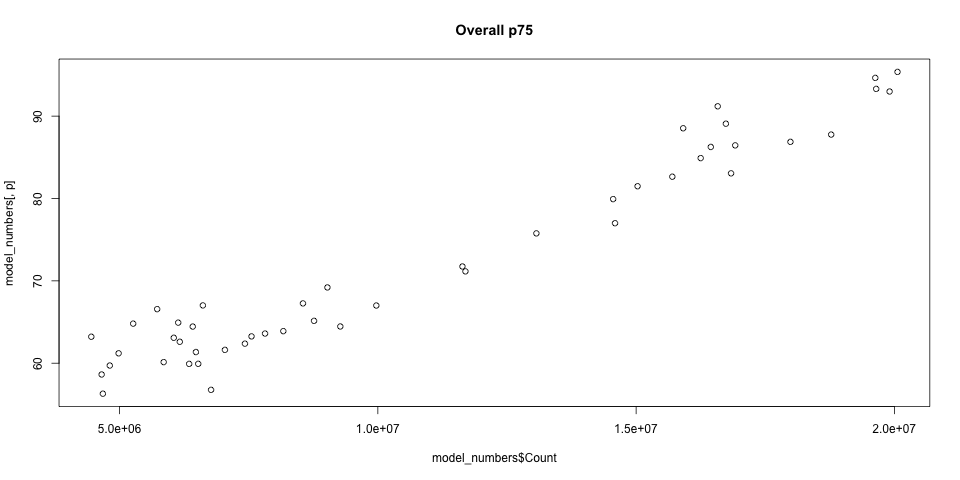 Overall p75
model_numbers[, p]
90
80
70
60
5.0e+06 1.0e+07 1.5e+07 2.0e+07
model_numbers$Count